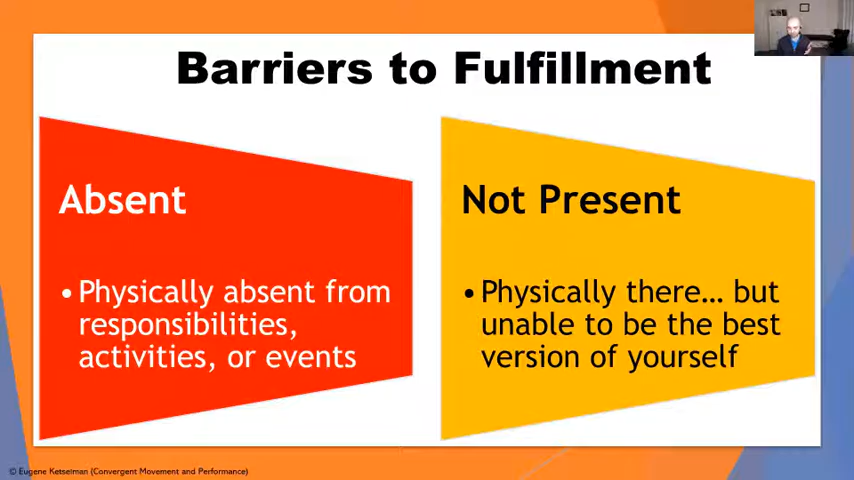 Barriers to Fulfillment
Absent
• Physically absent from
responsibilities,
activities, or events
Not Present
• Physically there... but
unable to be the best
version of yourself
© Eugene Ketselman (Convergent Movement and Performance)